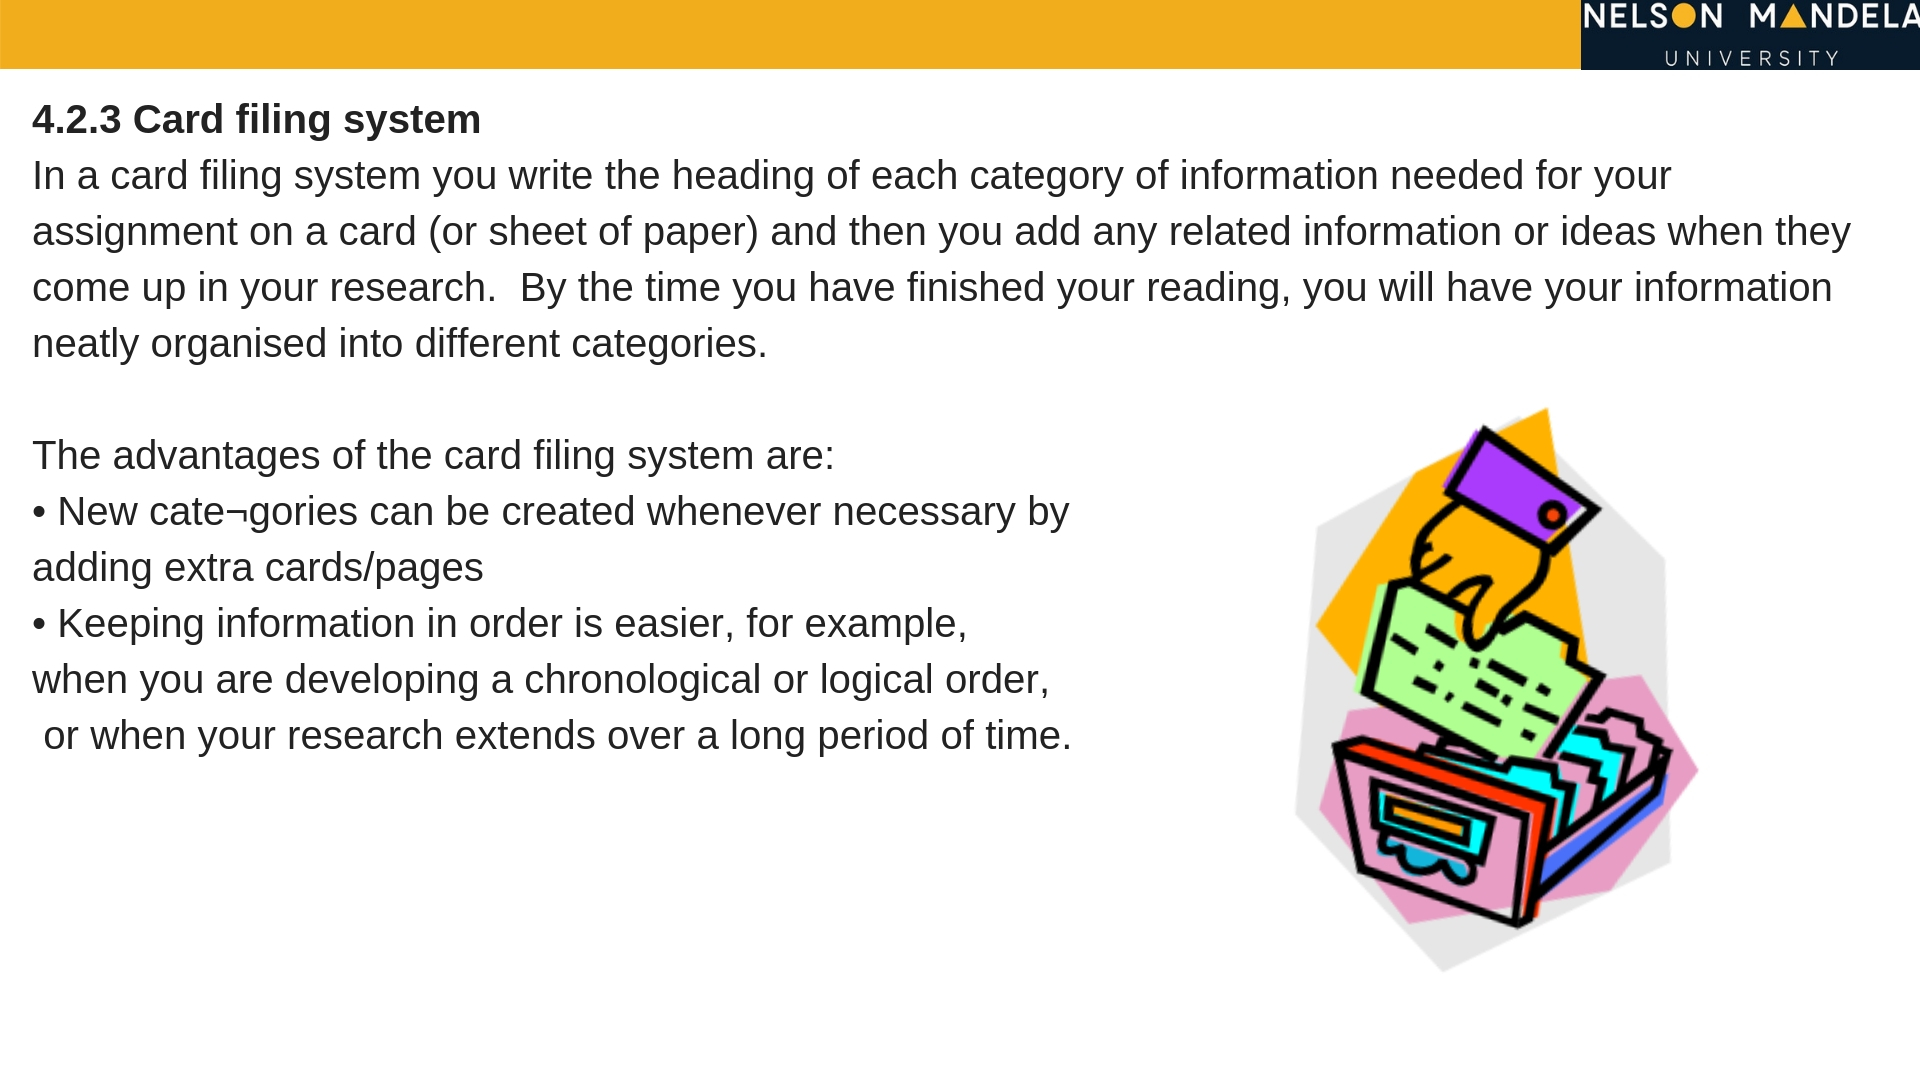 NELSON MANDELA
UNIVERSITY
4.2.3 Card filing system
In a card filing system you write the heading of each category of information needed for your
assignment on a card (or sheet of paper) and then you add any related information or ideas when they
come up in your research.  By the time you have finished your reading, you will have your information
neatly organised into different categories.
The advantages of the card filing system are:
• New cate¬gories can be created whenever necessary by
adding extra cards/pages
• Keeping information in order is easier, for example,
when you are developing a chronological or logical order,
or when your research extends over a long period of time.